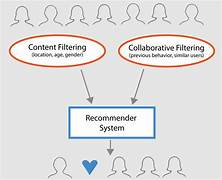 Content Filtering
(location, age, gender)
Collaborative Filtering
(previous behavior, similar users)
Recommender
System